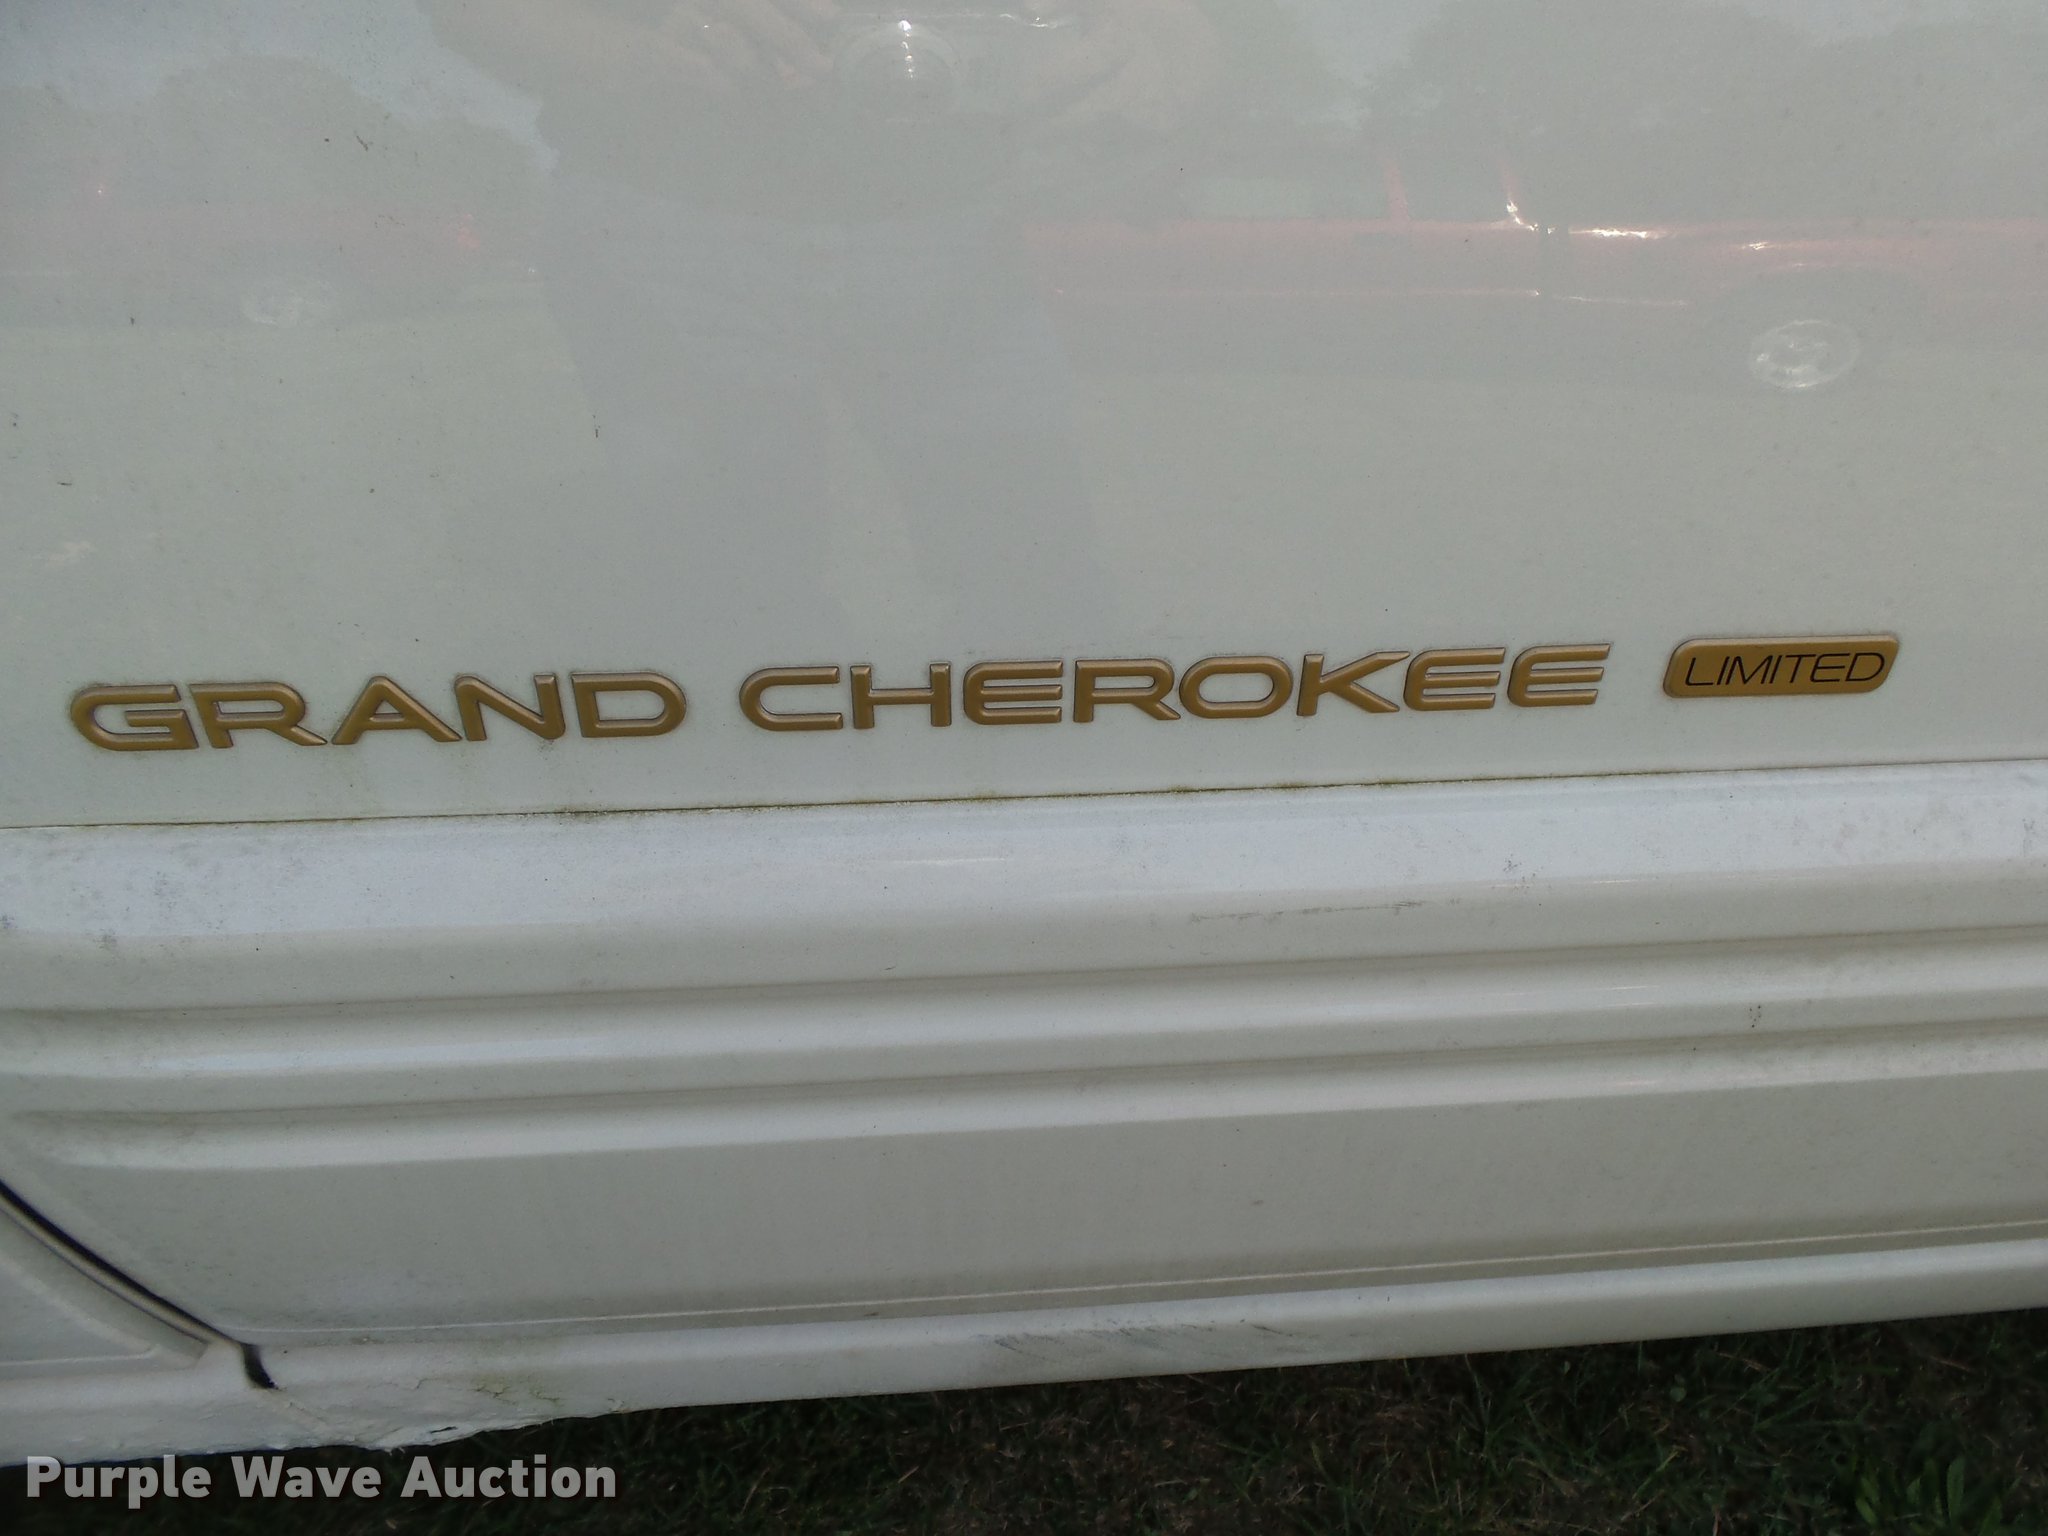 GRAND CHEROKEE LIMITED
Purple Wave Auction